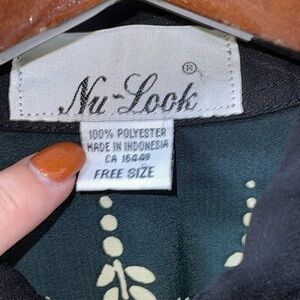 Nu-Look ®
100% POLYESTER
MADE IN INDONESIA
CA 16449
FREE SIZE